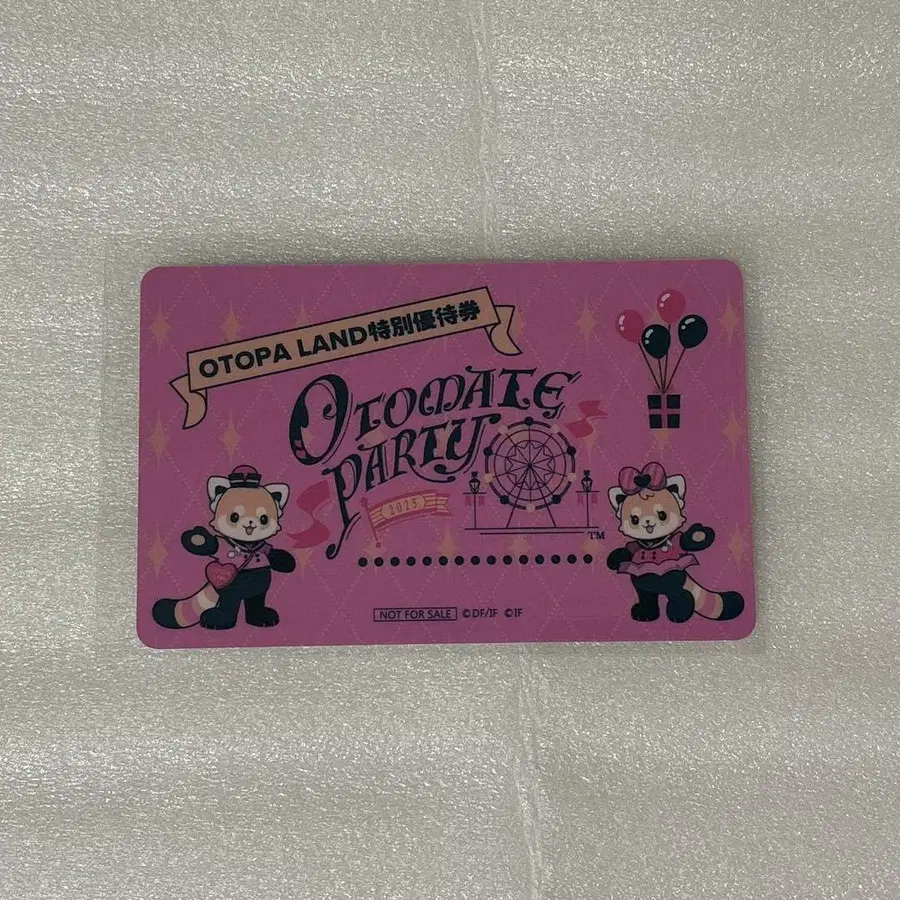 OTOPA LAND特別優待券
OTOMATE
PARTY
2025
TM
NOT FOR SALE ©DF/IF ©IF